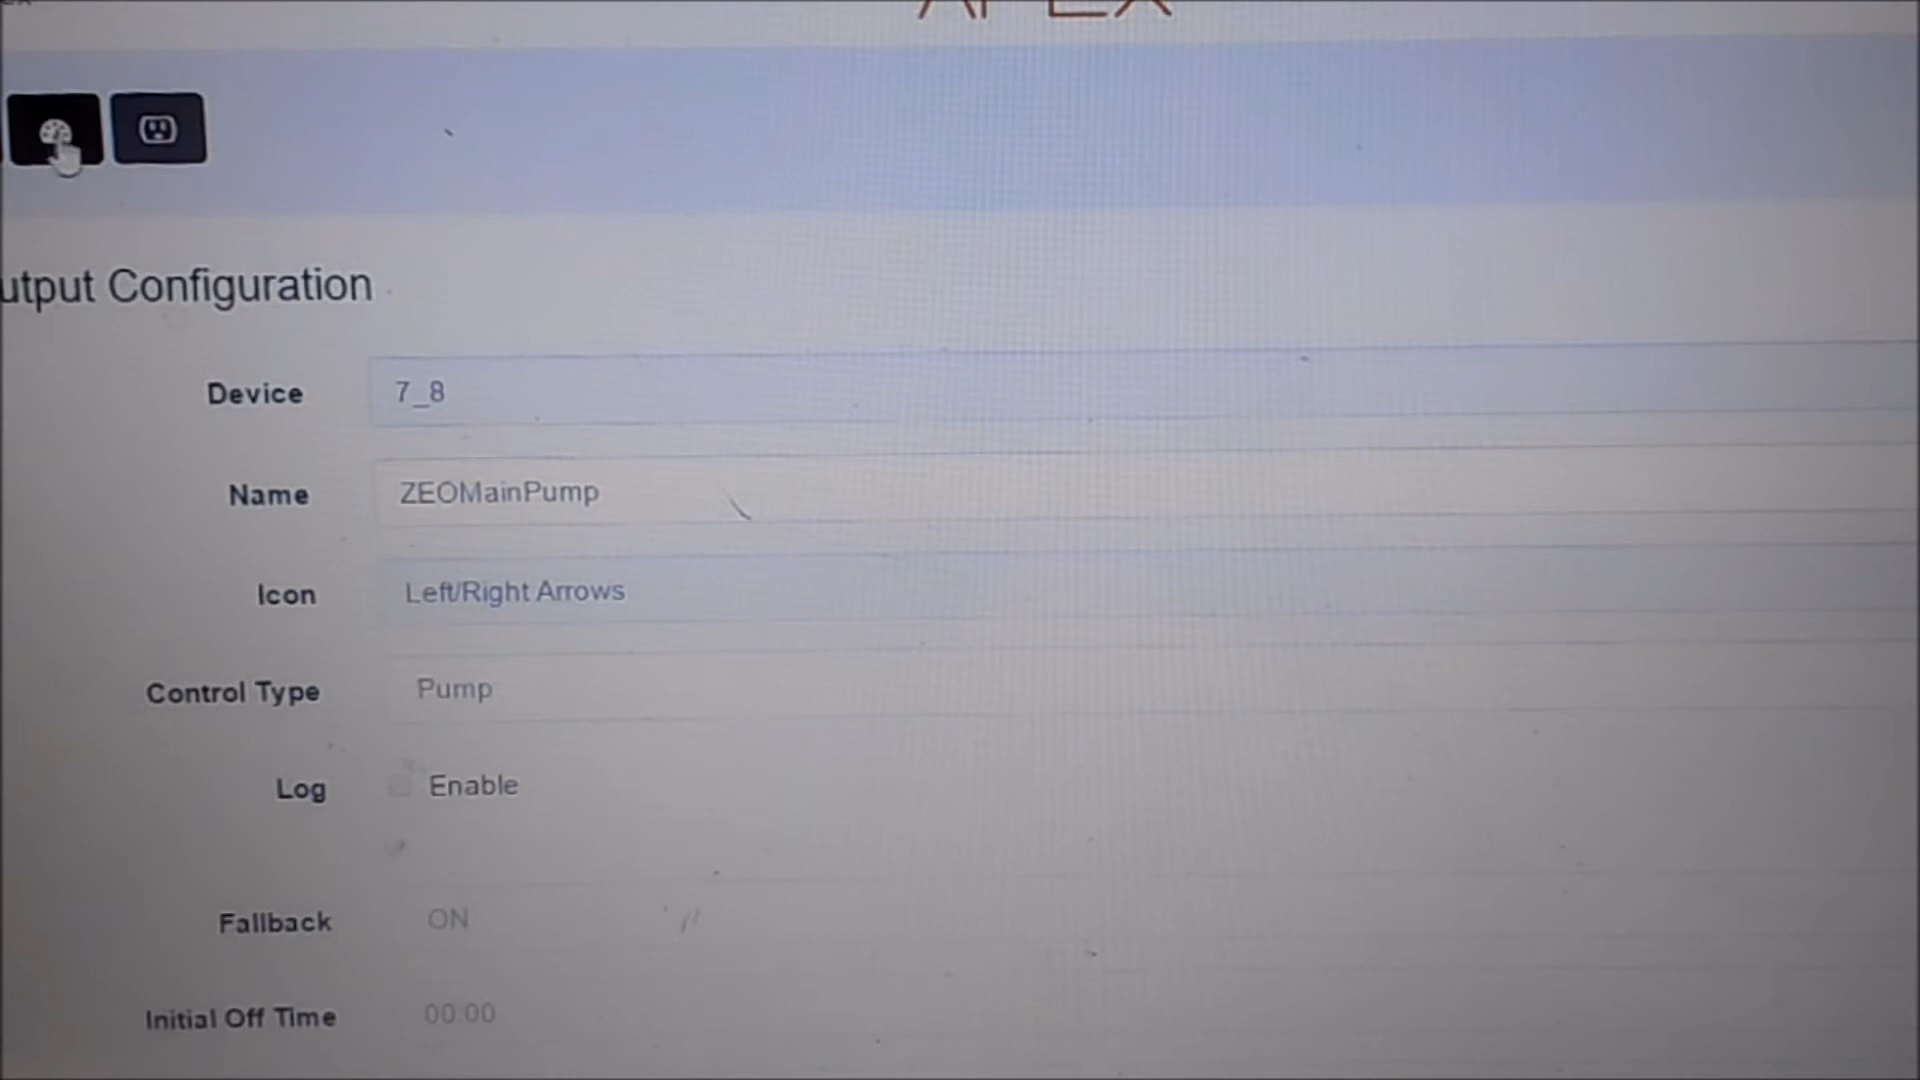 APEX
utput Configuration
Device 7_8
Name ZEOMainPump
Icon Left/Right Arrows
Control Type Pump
Log Enable
Fallback ON
Initial Off Time 00:00